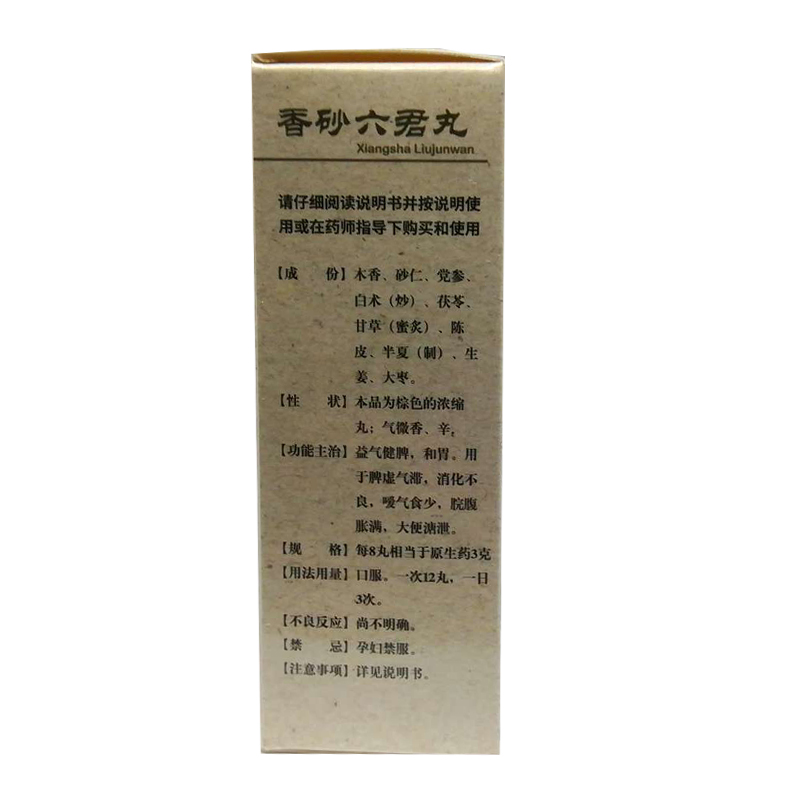 香砂六君丸
Xiangsha Liujunwan
请仔细阅读说明书并按说明使
用或在药师指导下购买和使用
【成 份】木香、砂仁、党参、
白术（炒）、茯苓、
甘草（蜜炙）、陈
皮、半夏（制）、生
姜、大枣。
【性 状】本品为棕色的浓缩
丸；气微香、辛。
【功能主治】益气健脾，和胃。用
于脾虚气滞，消化不
良，嗳气食少，脘腹
胀满，大便溏泄。
【规 格】每8丸相当于原生药3克
【用法用量】口服。一次12丸，一日
3次。
【不良反应】尚不明确。
【禁 忌】孕妇禁服。
【注意事项】详见说明书。